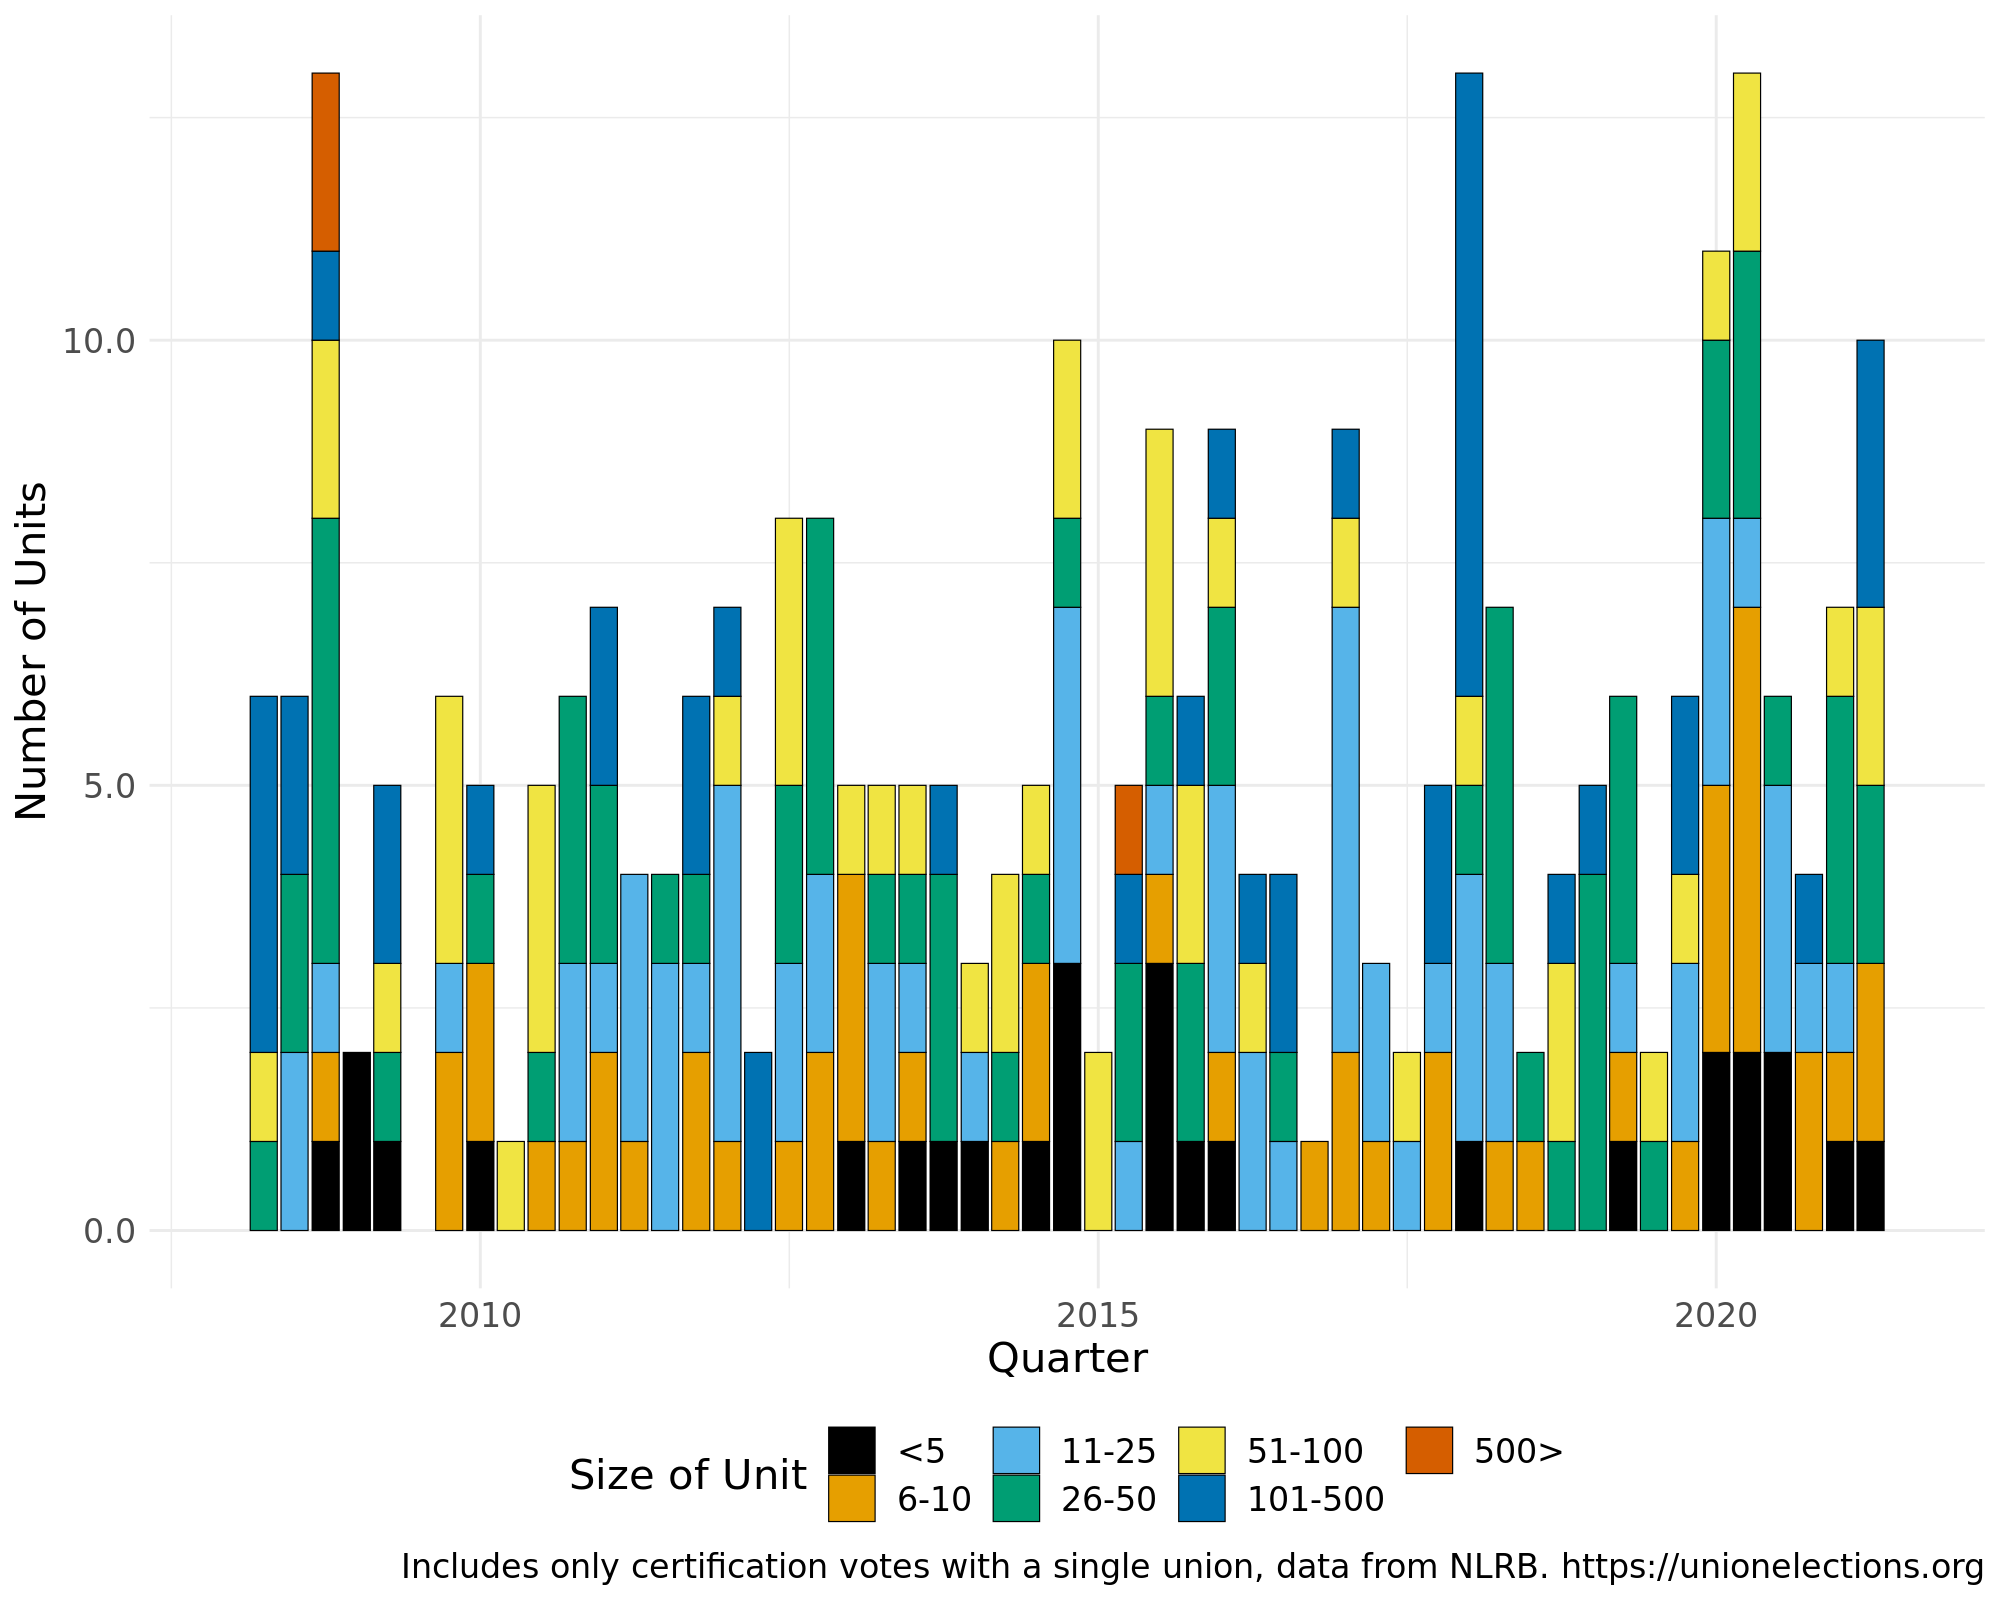 10.0
5.0
0.0
Number of Units
2010 2015 2020
Quarter
Size of Unit
<5 11-25 51-100 500>
6-10 26-50 101-500
Includes only certification votes with a single union, data from NLRB. https://unionelections.org